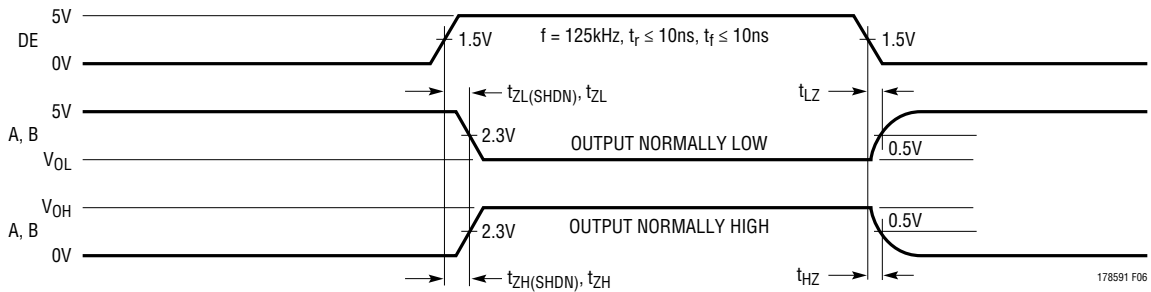 5V
DE
0V
1.5V
f = 125kHz, tr ≤ 10ns, tf ≤ 10ns
1.5V
tZL(SHDN), tZL
tLZ
5V
A, B
VOL
2.3V
OUTPUT NORMALLY LOW
0.5V
VOH
A, B
0V
2.3V
OUTPUT NORMALLY HIGH
0.5V
tZH(SHDN), tZH
tHZ
178591 F06